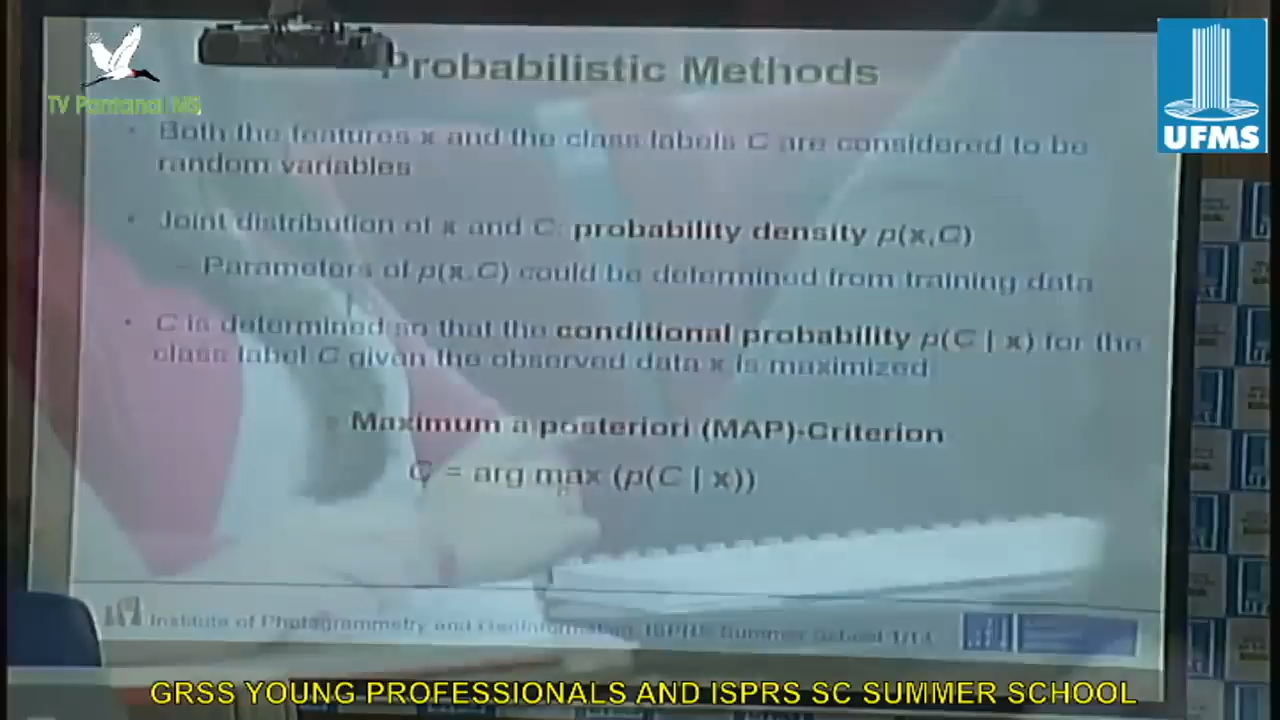 Probabilistic Methods
TV Pantanal MS
UFMS
Both the features x and the class labels C are considered to be
random variables
Joint distribution of x and C: probability density p(x,C)
– Parameters of p(x,C) could be determined from training data
C is determined so that the conditional probability p(C | x) for the
class label C given the observed data x is maximized
Maximum a posteriori (MAP)-Criterion
C = arg max (p(C | x))
Institute of Photogrammetry and GeoInformation, ISPRS Summer School
GRSS YOUNG PROFESSIONALS AND ISPRS SC SUMMER SCHOOL